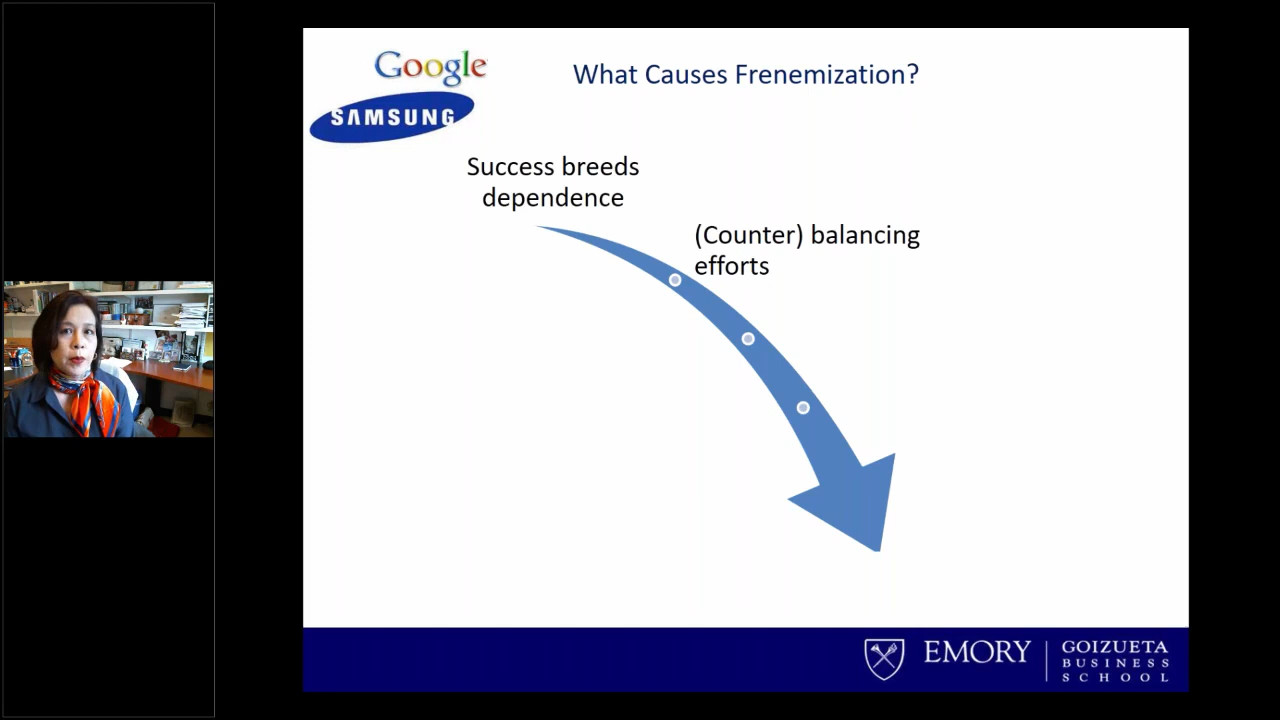 Google
SAMSUNG
What Causes Frenemization?
Success breeds
dependence
(Counter) balancing
efforts
EMORY
GOIZUETA
BUSINESS
SCHOOL